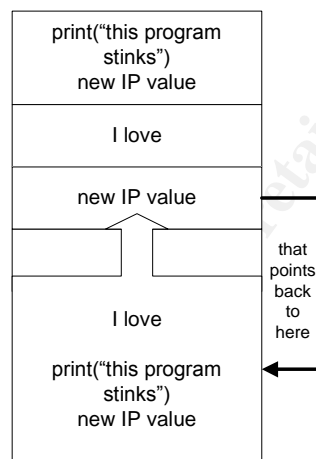 print(“this program
stinks”)
new IP value
I love
new IP value
that
points
back
to
here
I love
print(“this program
stinks”)
new IP value